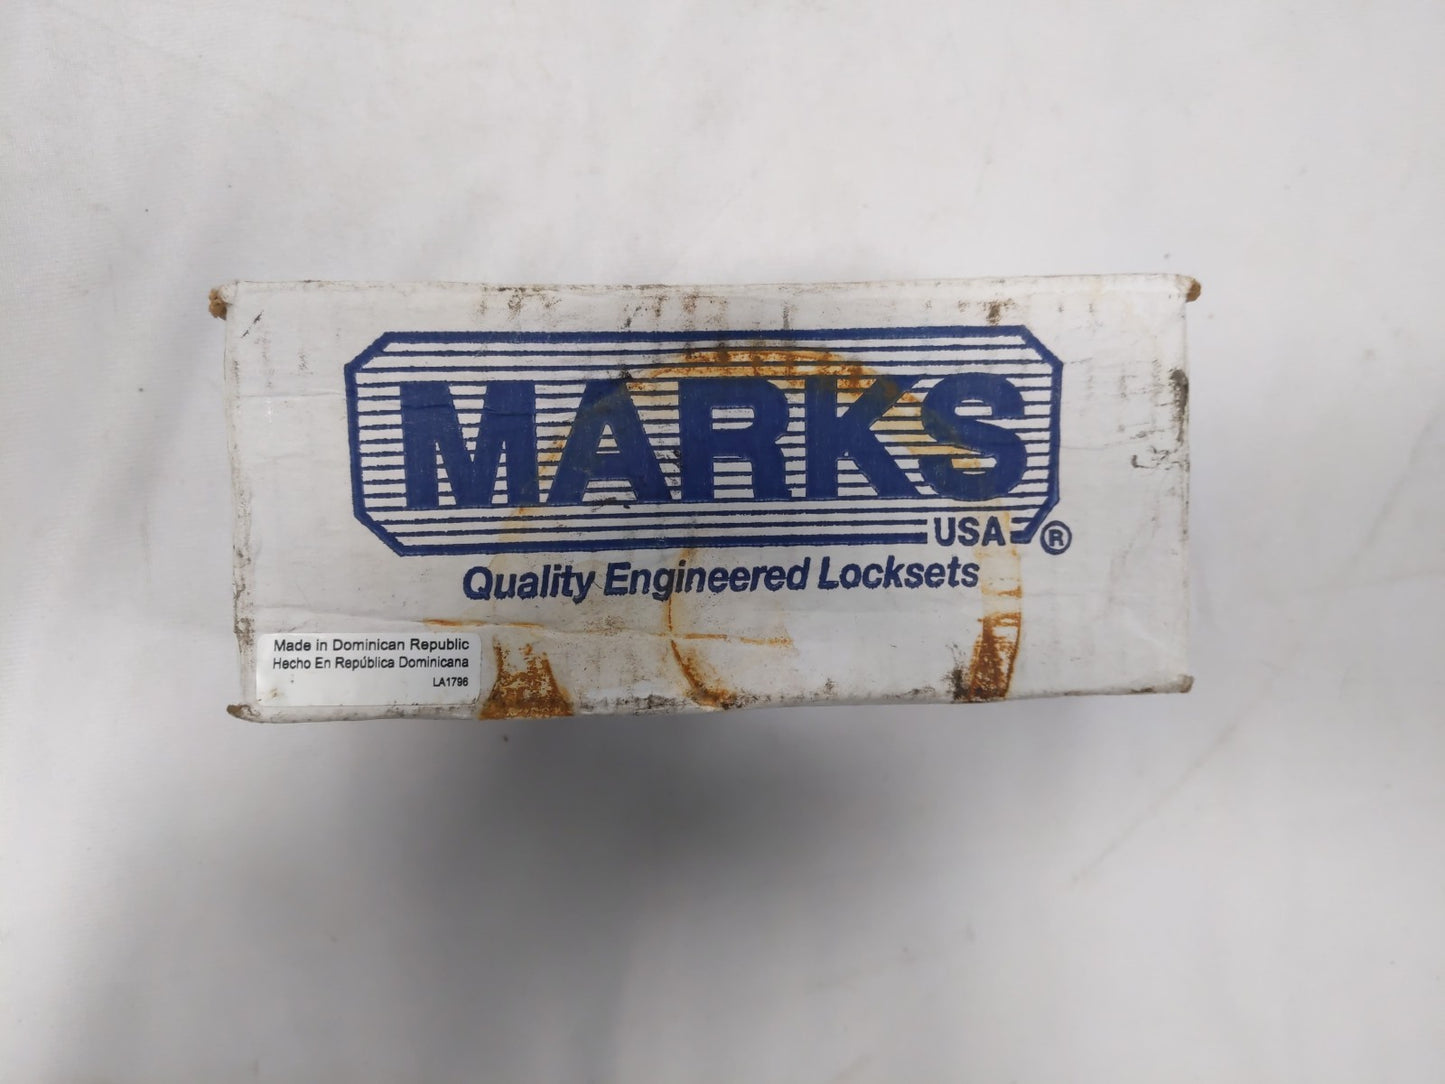 MARKS
USA ®
Quality Engineered Locksets
Made in Dominican Republic
Hecho En República Dominicana
LA1796